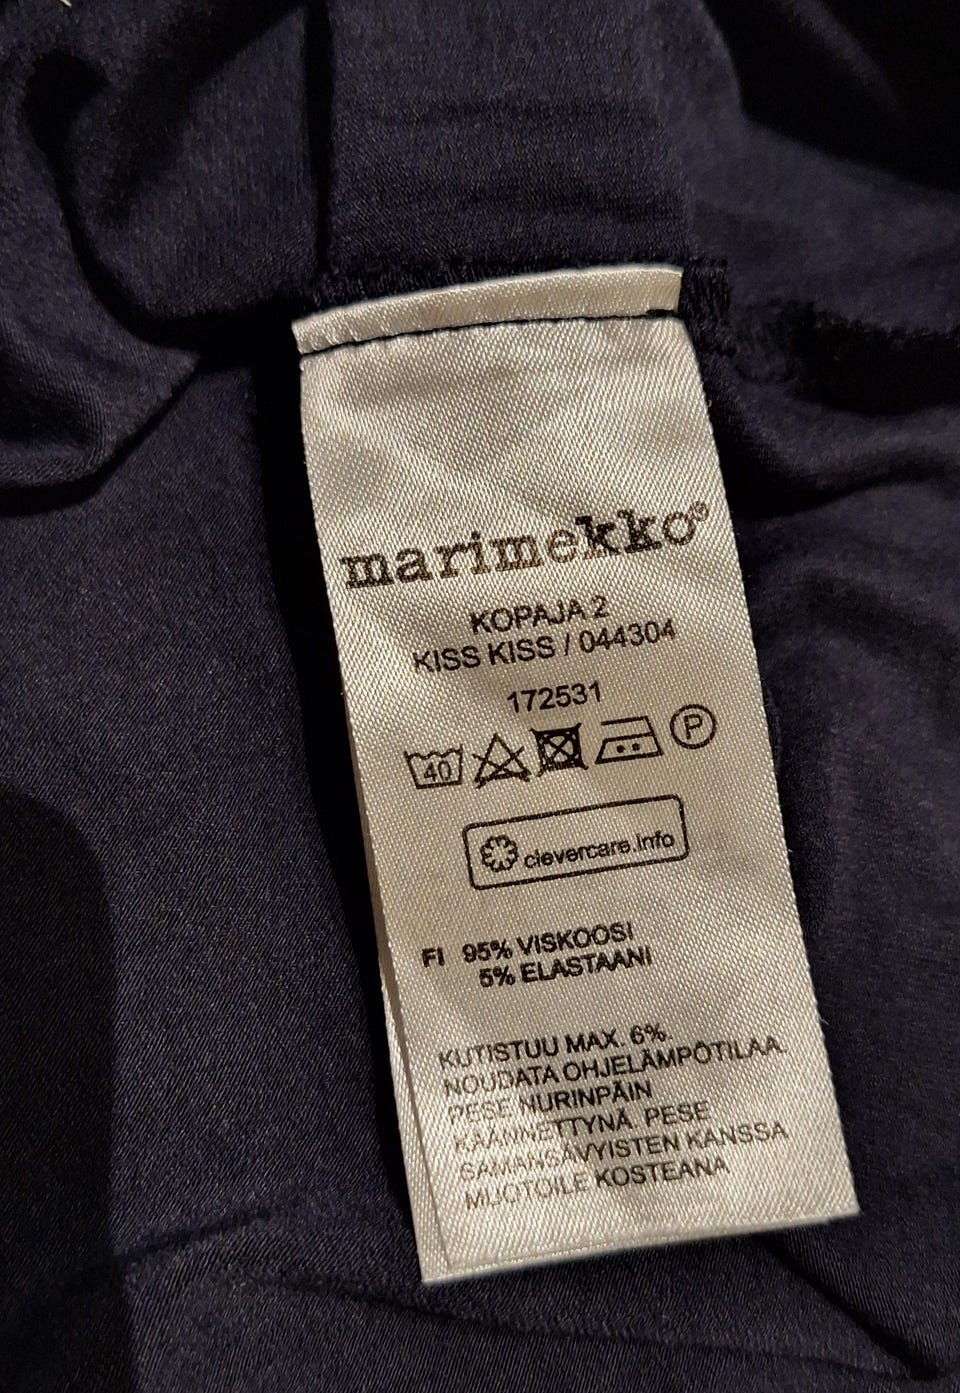 marimekko®
KOPAJA 2
KISS KISS / 044304
172531
40 P
clevercare.info
FI 95% VISKOOSI
5% ELASTAANI
KUTISTUU MAX. 6%.
NOUDATA OHJELÄMPÖTILAA.
PESE NURINPÄIN
KÄÄNNETTYNÄ. PESE
SAMANSÄVYISTEN KANSSA
MUOTOILE KOSTEANA